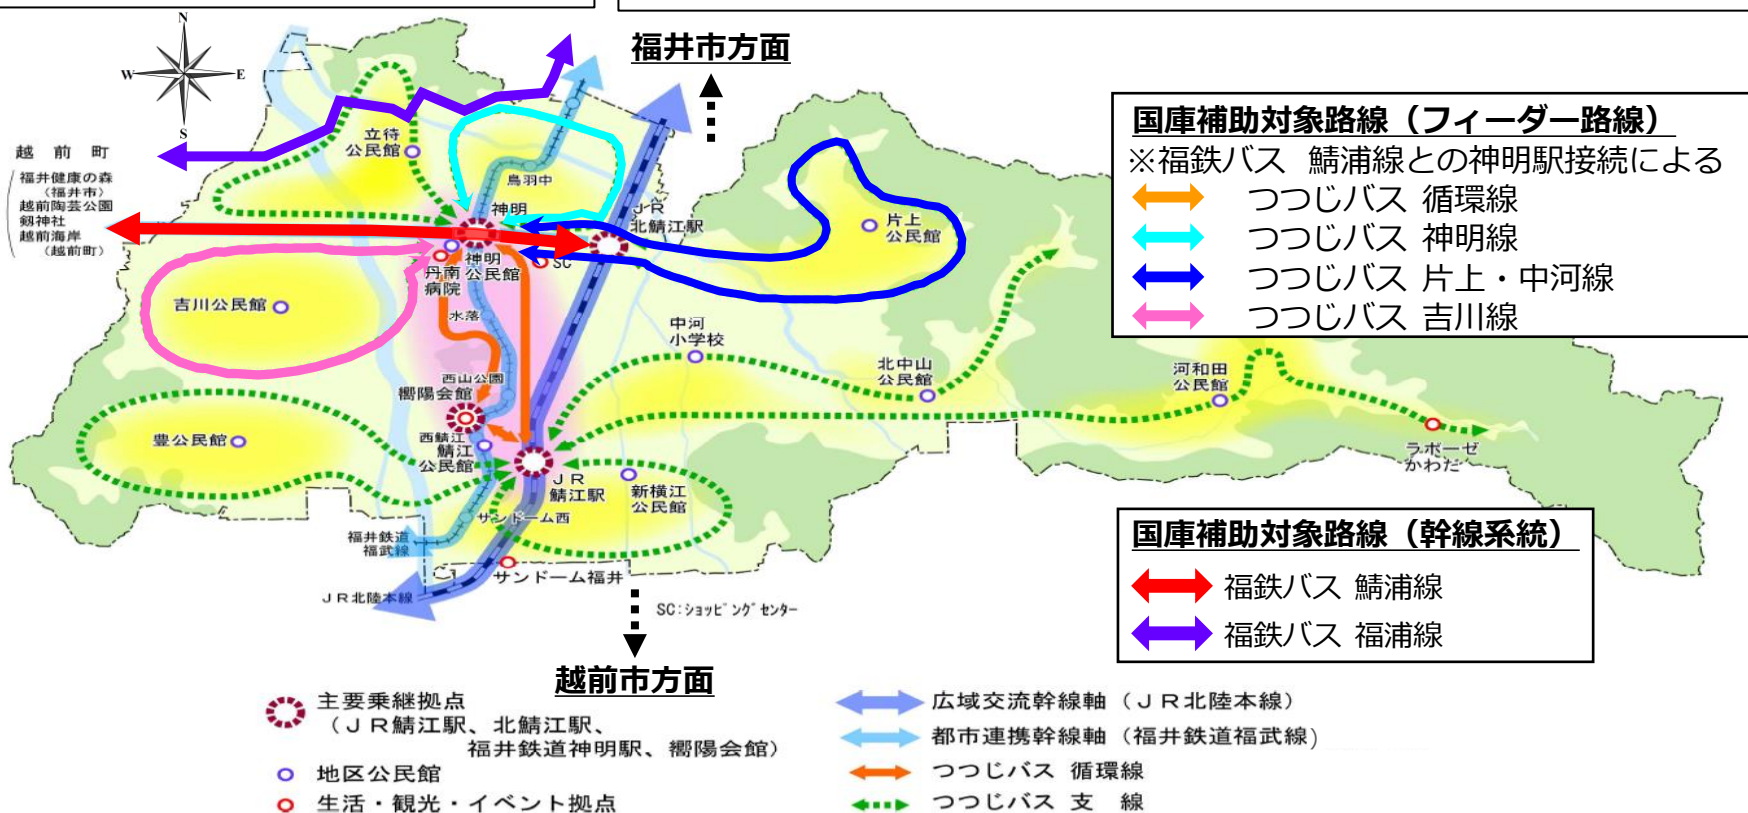 N
W
E
S
福井市方面
越 前 町
福井健康の森
（福井市）
越前陶芸公園
剱神社
越前海岸
（越前町）
立待
公民館
鳥羽中
神明
ＪＲ
北鯖江駅
片上
公民館
神明
公民館
SC
丹南
病院
吉川公民館
水落
中河
小学校
北中山
公民館
河和田
公民館
西山公園
嚮陽会館
豊公民館
西鯖江
鯖江
公民館
ＪＲ
鯖江駅
新横江
公民館
ラポーゼ
かわだ
サンドーム西
福井鉄道
福武線
サンドーム福井
ＪＲ北陸本線
SC:ショッピングセンター
越前市方面
国庫補助対象路線（フィーダー路線）
※福鉄バス 鯖浦線との神明駅接続による
つつじバス 循環線
つつじバス 神明線
つつじバス 片上・中河線
つつじバス 吉川線
国庫補助対象路線（幹線系統）
福鉄バス 鯖浦線
福鉄バス 福浦線
主要乗継拠点
（ＪＲ鯖江駅、北鯖江駅、
福井鉄道神明駅、嚮陽会館）
地区公民館
生活・観光・イベント拠点
広域交流幹線軸（ＪＲ北陸本線）
都市連携幹線軸（福井鉄道福武線)
つつじバス 循環線
つつじバス 支 線